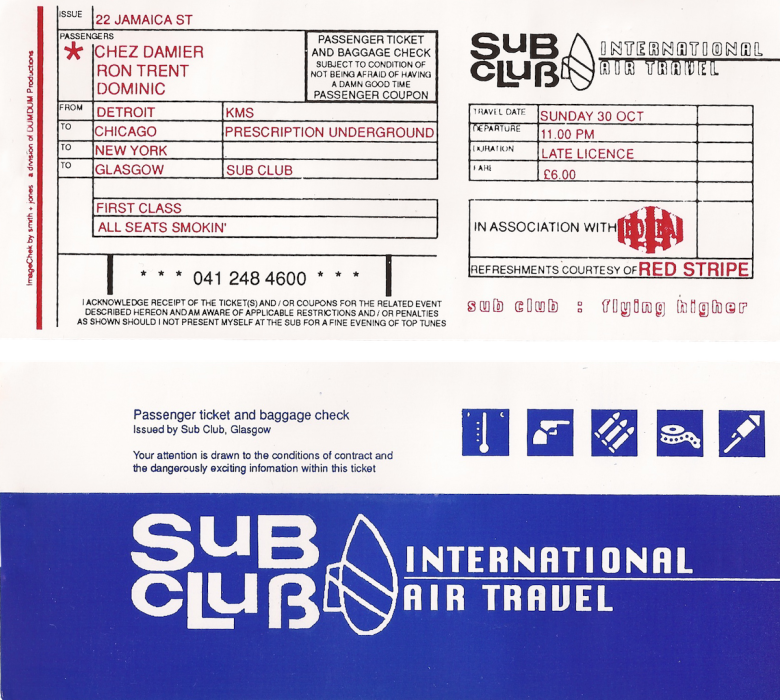 ISSUE 22 JAMAICA ST
PASSENGERS
* CHEZ DAMIER
RON TRENT
DOMINIC
PASSENGER TICKET
AND BAGGAGE CHECK
SUBJECT TO CONDITION OF
NOT BEING AFRAID OF HAVING
A DAMN GOOD TIME
PASSENGER COUPON
FROM DETROIT KMS
TO CHICAGO PRESCRIPTION UNDERGROUND
TO NEW YORK
TO GLASGOW SUB CLUB
FIRST CLASS
ALL SEATS SMOKIN'
* * * 041 248 4600 * * *
I ACKNOWLEDGE RECEIPT OF THE TICKET(S) AND / OR COUPONS FOR THE RELATED EVENT
DESCRIBED HEREON AND AM AWARE OF APPLICABLE RESTRICTIONS AND / OR PENALTIES
AS SHOWN SHOULD I NOT PRESENT MYSELF AT THE SUB FOR A FINE EVENING OF TOP TUNES
ImageChek by smith + jones a division of DUMDUM Productions
SUB
CLUB
INTERNATIONAL
AIR TRAVEL
TRAVEL DATE SUNDAY 30 OCT
DEPARTURE 11.00 PM
DURATION LATE LICENCE
FARE £6.00
IN ASSOCIATION WITH
REFRESHMENTS COURTESY OF RED STRIPE
sub club : flying higher
Passenger ticket and baggage check
Issued by Sub Club, Glasgow
Your attention is drawn to the conditions of contract and
the dangerously exciting infomation within this ticket
SUB
CLUB
INTERNATIONAL
AIR TRAVEL